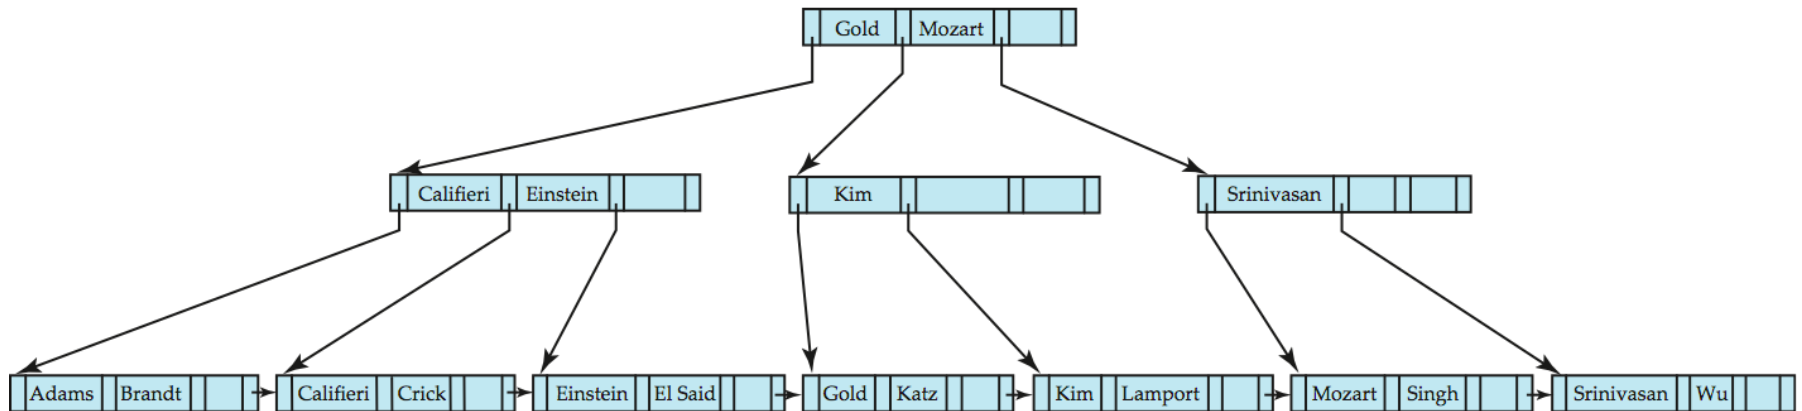 Gold Mozart
Califieri Einstein Kim Srinivasan
Adams Brandt Califieri Crick Einstein El Said Gold Katz Kim Lamport Mozart Singh Srinivasan Wu